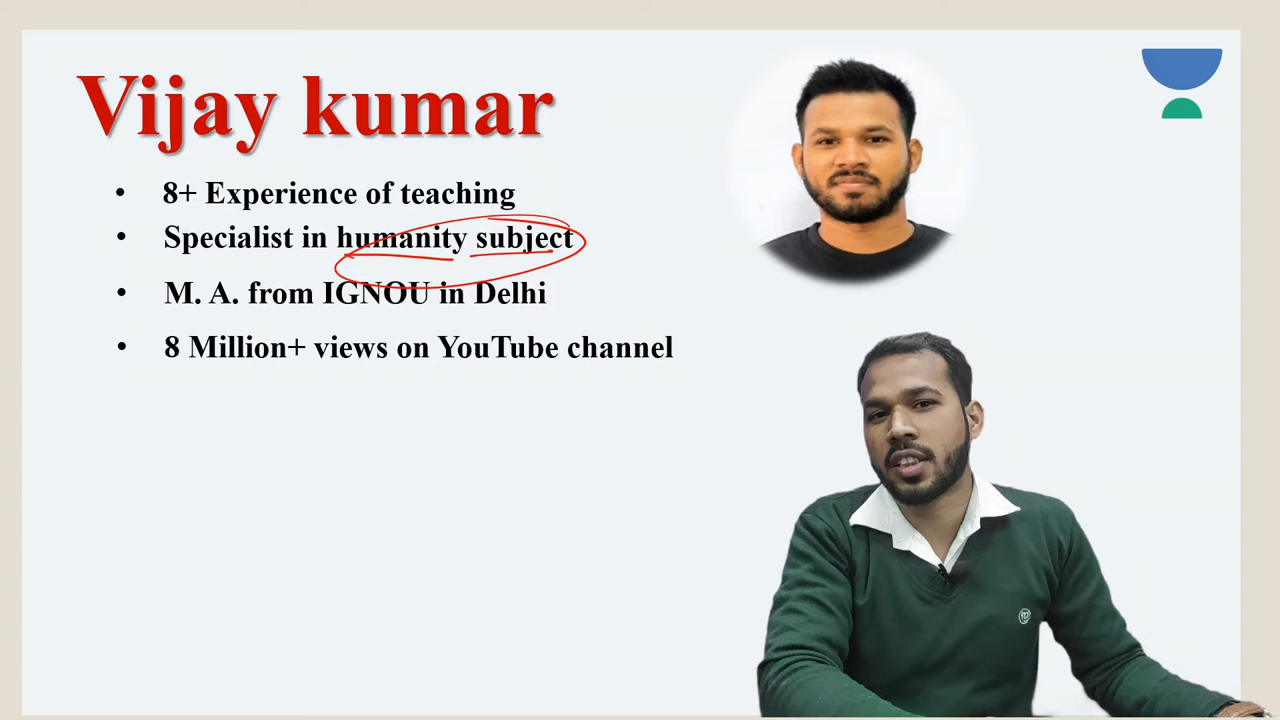 Vijay kumar
• 8+ Experience of teaching
• Specialist in humanity subject
• M. A. from IGNOU in Delhi
• 8 Million+ views on YouTube channel